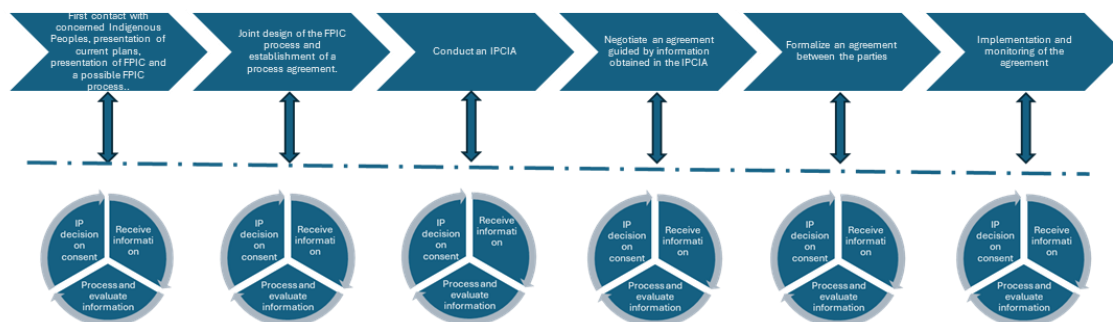 First contact with
concerned Indigenous
Peoples, presentation of
current plans,
presentation of FPIC and
a possible FPIC
process..
Joint design of the FPIC
process and
establishment of a
process agreement.
Conduct an IPCIA
Negotiate an agreement
guided by information
obtained in the IPCIA
Formalize an agreement
between the parties
Implementation and
monitoring of the
agreement
IP
decision
on
consent
Receive
informati
on
Process and
evaluate
information
IP
decision
on
consent
Receive
informati
on
Process and
evaluate
information
IP
decision
on
consent
Receive
informati
on
Process and
evaluate
information
IP
decision
on
consent
Receive
informati
on
Process and
evaluate
information
IP
decision
on
consent
Receive
informati
on
Process and
evaluate
information
IP
decision
on
consent
Receive
informati
on
Process and
evaluate
information